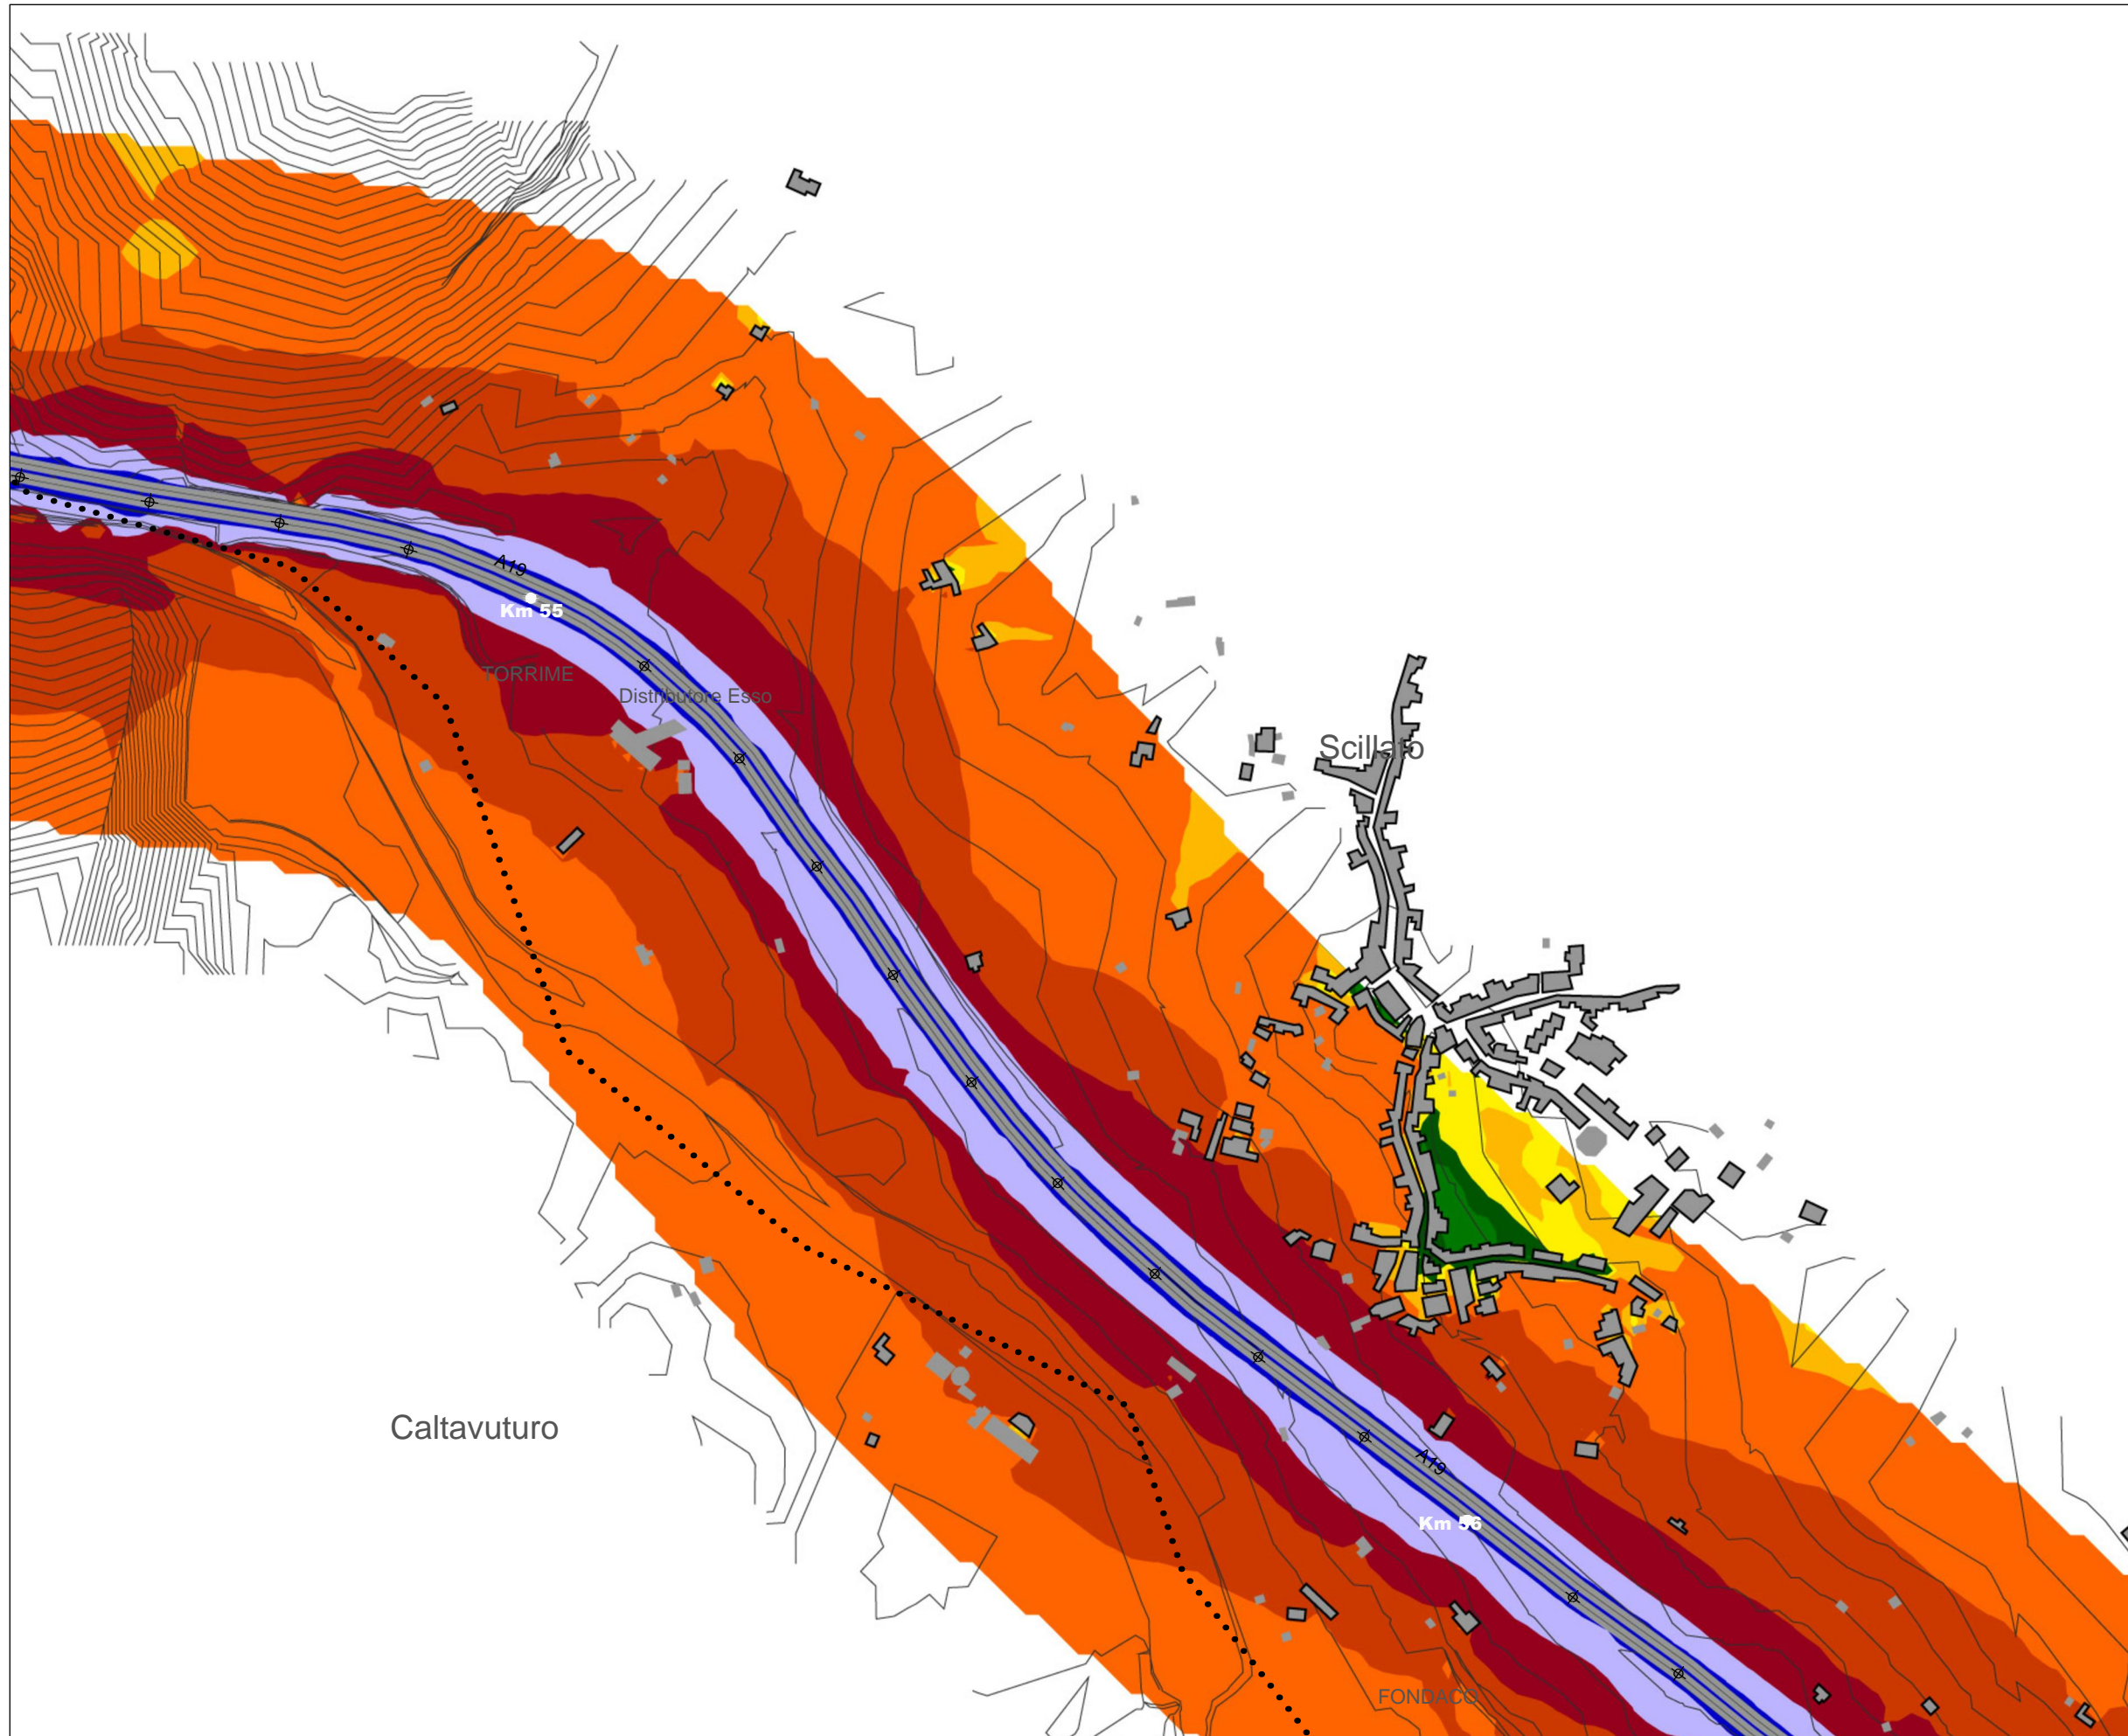 A19
Km 55
TORRIME
Distributore Esso
Scillato
Caltavuturo
A19
Km 56
FONDACO